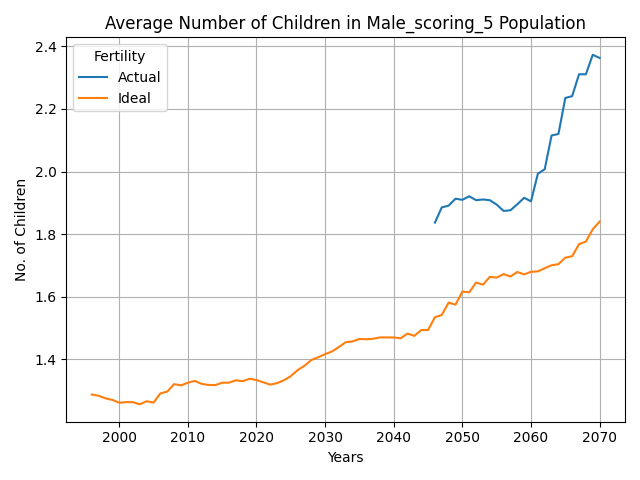 Average Number of Children in Male_scoring_5 Population
Fertility
Actual
Ideal
No. of Children
2.4
2.2
2.0
1.8
1.6
1.4
2000 2010 2020 2030 2040 2050 2060 2070
Years